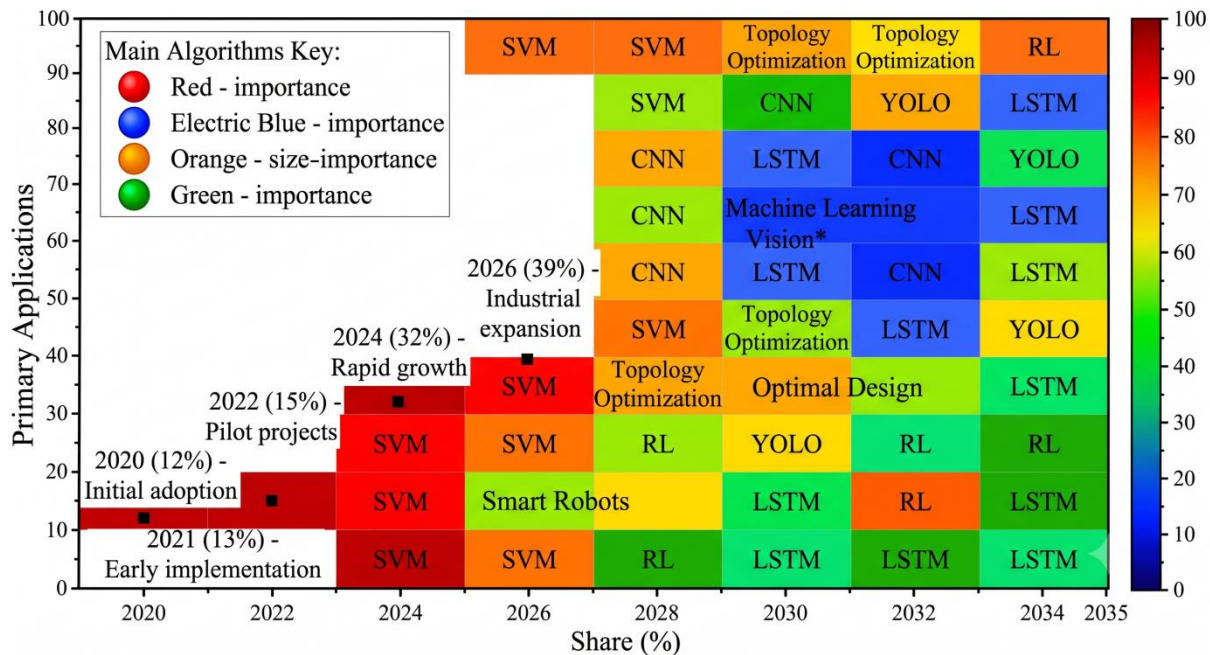 Main Algorithms Key:
Red - importance
Electric Blue - importance
Orange - size-importance
Green - importance
Primary Applications
100
90
80
70
60
50
40
30
20
10
0
SVM
SVM
Topology
Optimization
Topology
Optimization
RL
SVM
CNN
YOLO
LSTM
CNN
LSTM
CNN
YOLO
CNN
Machine Learning
Vision*
LSTM
2026 (39%) -
Industrial
expansion
CNN
LSTM
CNN
LSTM
2024 (32%) -
Rapid growth
SVM
Topology
Optimization
LSTM
YOLO
2022 (15%) -
Pilot projects
SVM
Topology
Optimization
Optimal Design
LSTM
2020 (12%) -
Initial adoption
SVM
SVM
RL
YOLO
RL
RL
SVM
Smart Robots
LSTM
RL
LSTM
2021 (13%) -
Early implementation
SVM
SVM
RL
LSTM
LSTM
LSTM
2020
2022
2024
2026
2028
2030
2032
2034
2035
Share (%)
100
90
80
70
60
50
40
30
20
10
0